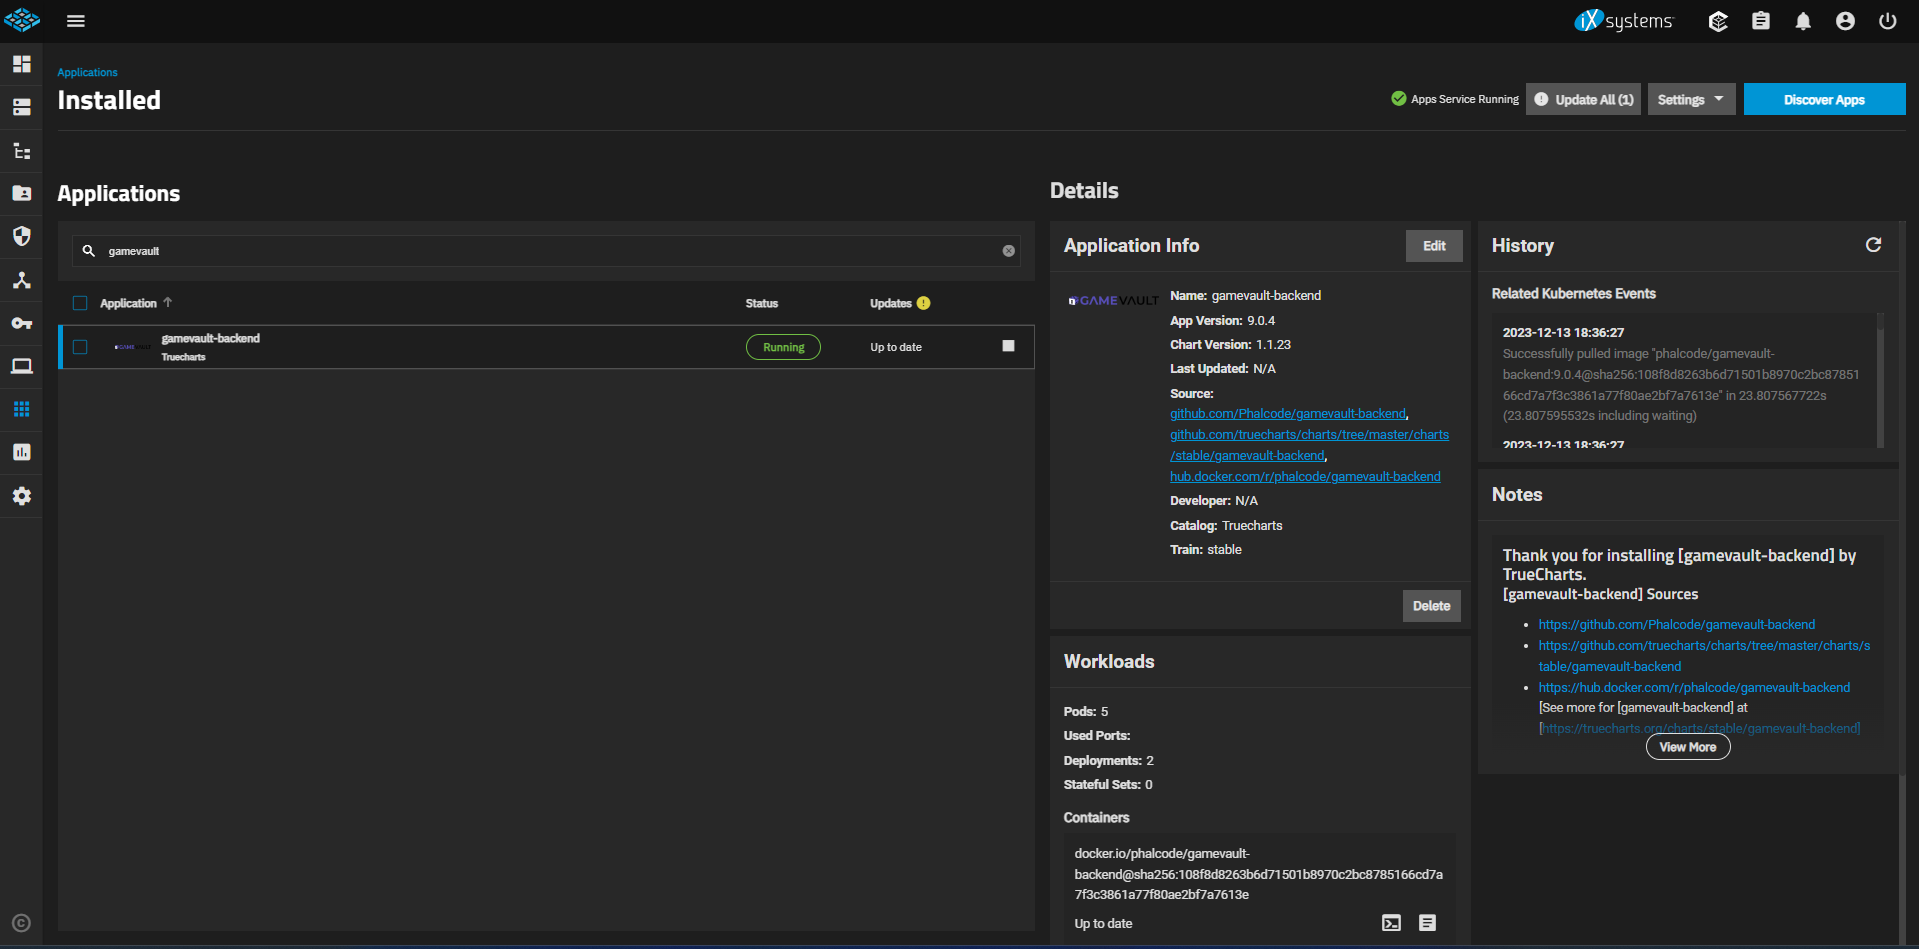 iXsystems
Applications
Installed
Apps Service Running
Update All (1)
Settings
Discover Apps
Applications
gamevault
Application
Status
Updates
gamevault-backend
Truecharts
Running
Up to date
Details
Application Info
Edit
GAMEVAULT
Name: gamevault-backend
App Version: 9.0.4
Chart Version: 1.1.23
Last Updated: N/A
Source:
github.com/Phalcode/gamevault-backend,
github.com/truecharts/charts/tree/master/charts
/stable/gamevault-backend,
hub.docker.com/r/phalcode/gamevault-backend
Developer: N/A
Catalog: Truecharts
Train: stable
Delete
Workloads
Pods: 5
Used Ports:
Deployments: 2
Stateful Sets: 0
Containers
docker.io/phalcode/gamevault-
backend@sha256:108f8d8263b6d71501b8970c2bc8785166cd7a
7f3c3861a77f80ae2bf7a7613e
Up to date
History
Related Kubernetes Events
2023-12-13 18:36:27
Successfully pulled image "phalcode/gamevault-
backend:9.0.4@sha256:108f8d8263b6d71501b8970c2bc87851
66cd7a7f3c3861a77f80ae2bf7a7613e" in 23.807567722s
(23.807595532s including waiting)
2023-12-13 18:36:27
Notes
Thank you for installing [gamevault-backend] by
TrueCharts.
[gamevault-backend] Sources
https://github.com/Phalcode/gamevault-backend
https://github.com/truecharts/charts/tree/master/charts/s
table/gamevault-backend
https://hub.docker.com/r/phalcode/gamevault-backend
[See more for [gamevault-backend] at
[https://truecharts.org/charts/stable/gamevault-backend]
View More